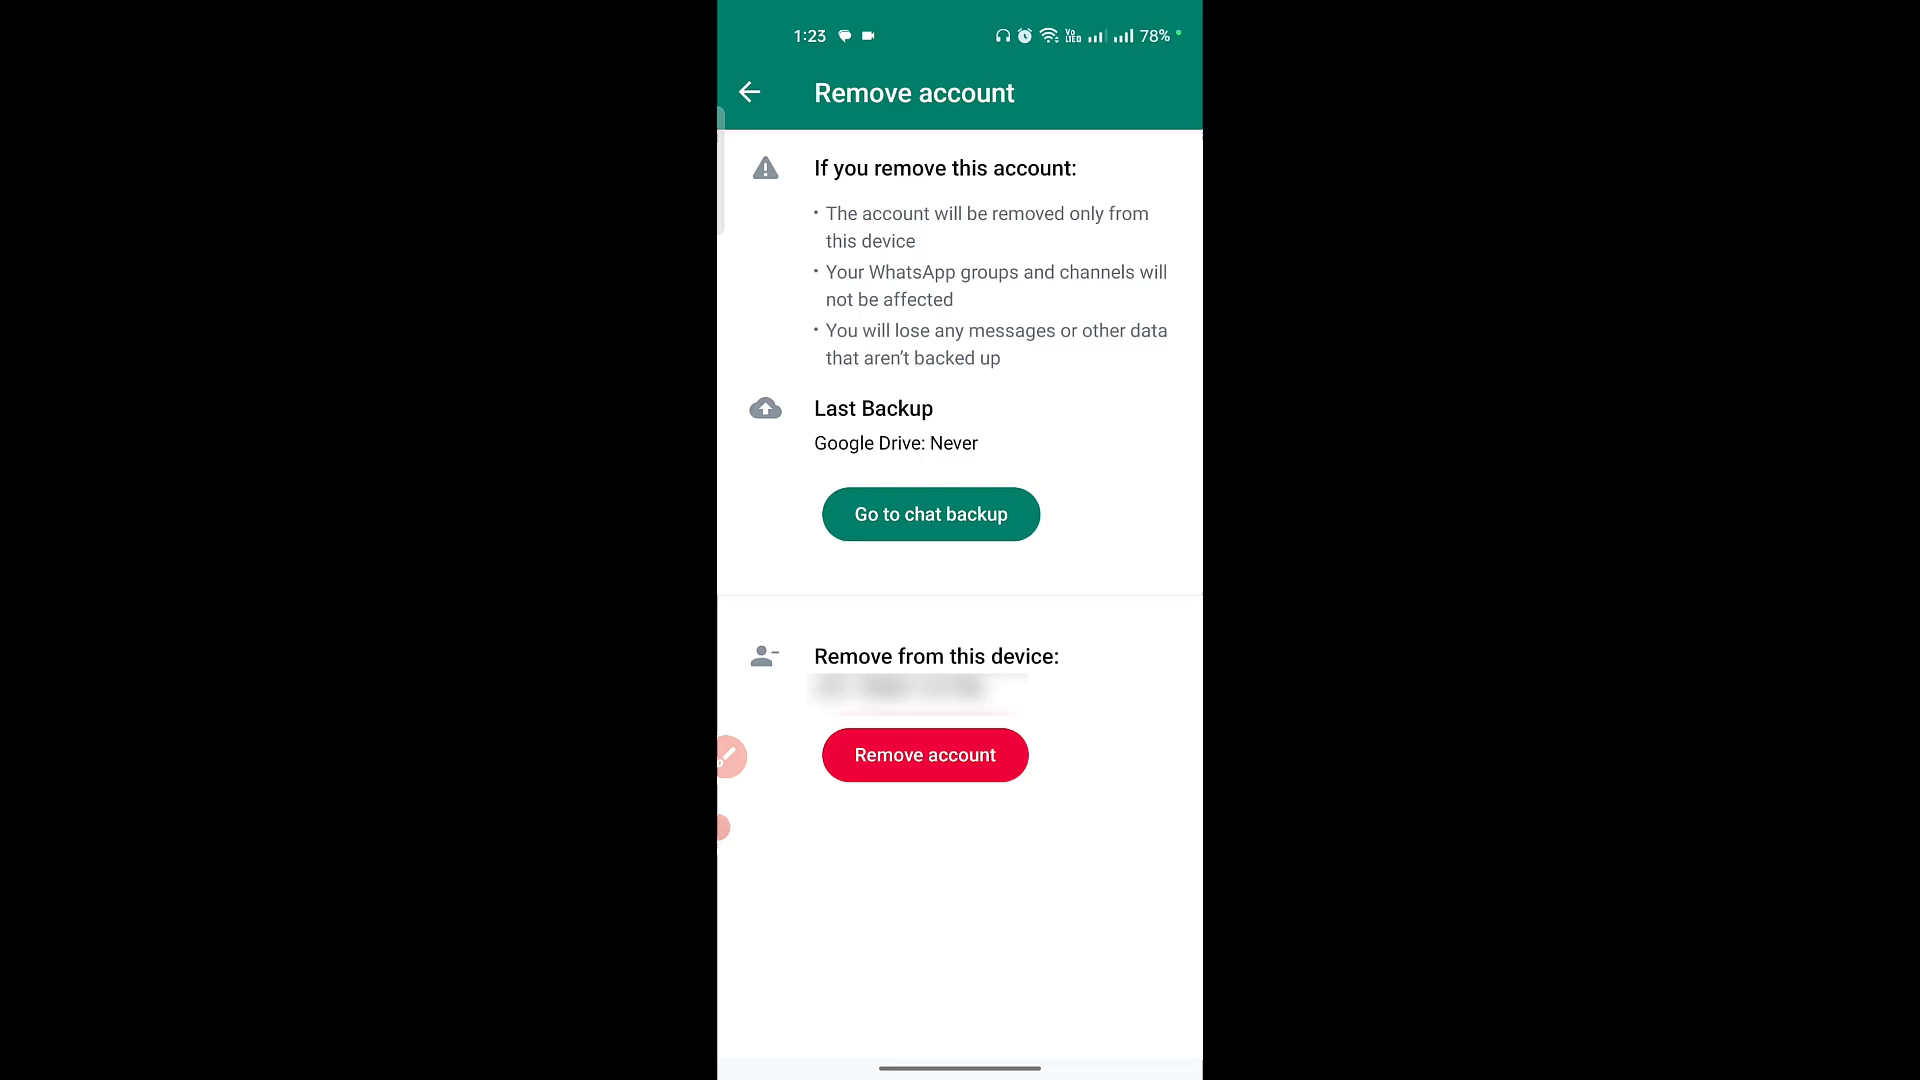 1:23 78%
Remove account
If you remove this account:
• The account will be removed only from
this device
• Your WhatsApp groups and channels will
not be affected
• You will lose any messages or other data
that aren't backed up
Last Backup
Google Drive: Never
Go to chat backup
Remove from this device:
Remove account